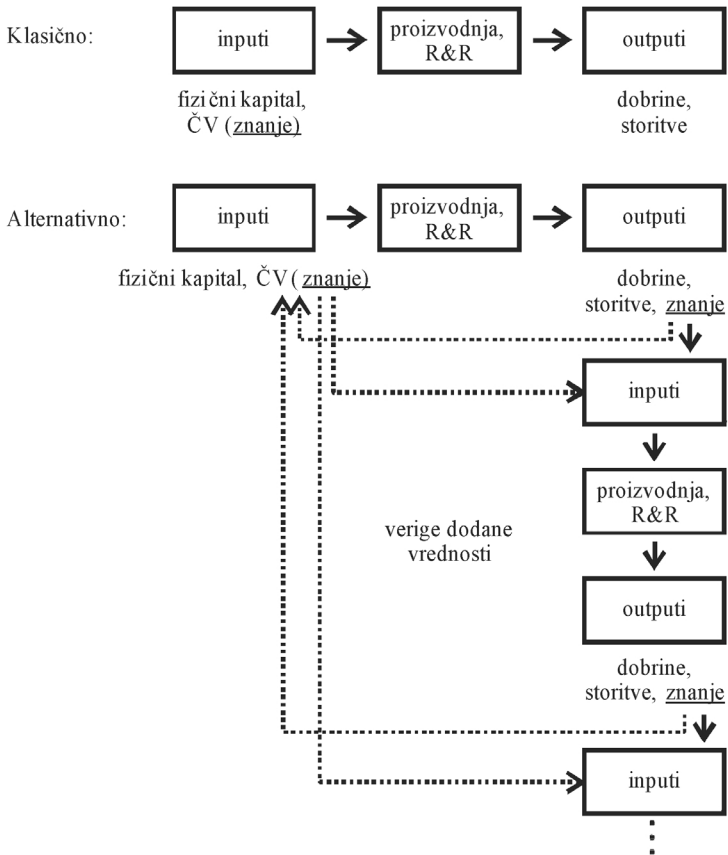 Klasično:
inputi
proizvodnja,
R&R
outputi
fizični kapital,
ČV (znanje)
dobrine,
storitve
Alternativno:
inputi
proizvodnja,
R&R
outputi
fizični kapital, ČV (znanje)
dobrine,
storitve, znanje
inputi
proizvodnja,
R&R
verige dodane
vrednosti
outputi
dobrine,
storitve, znanje
inputi